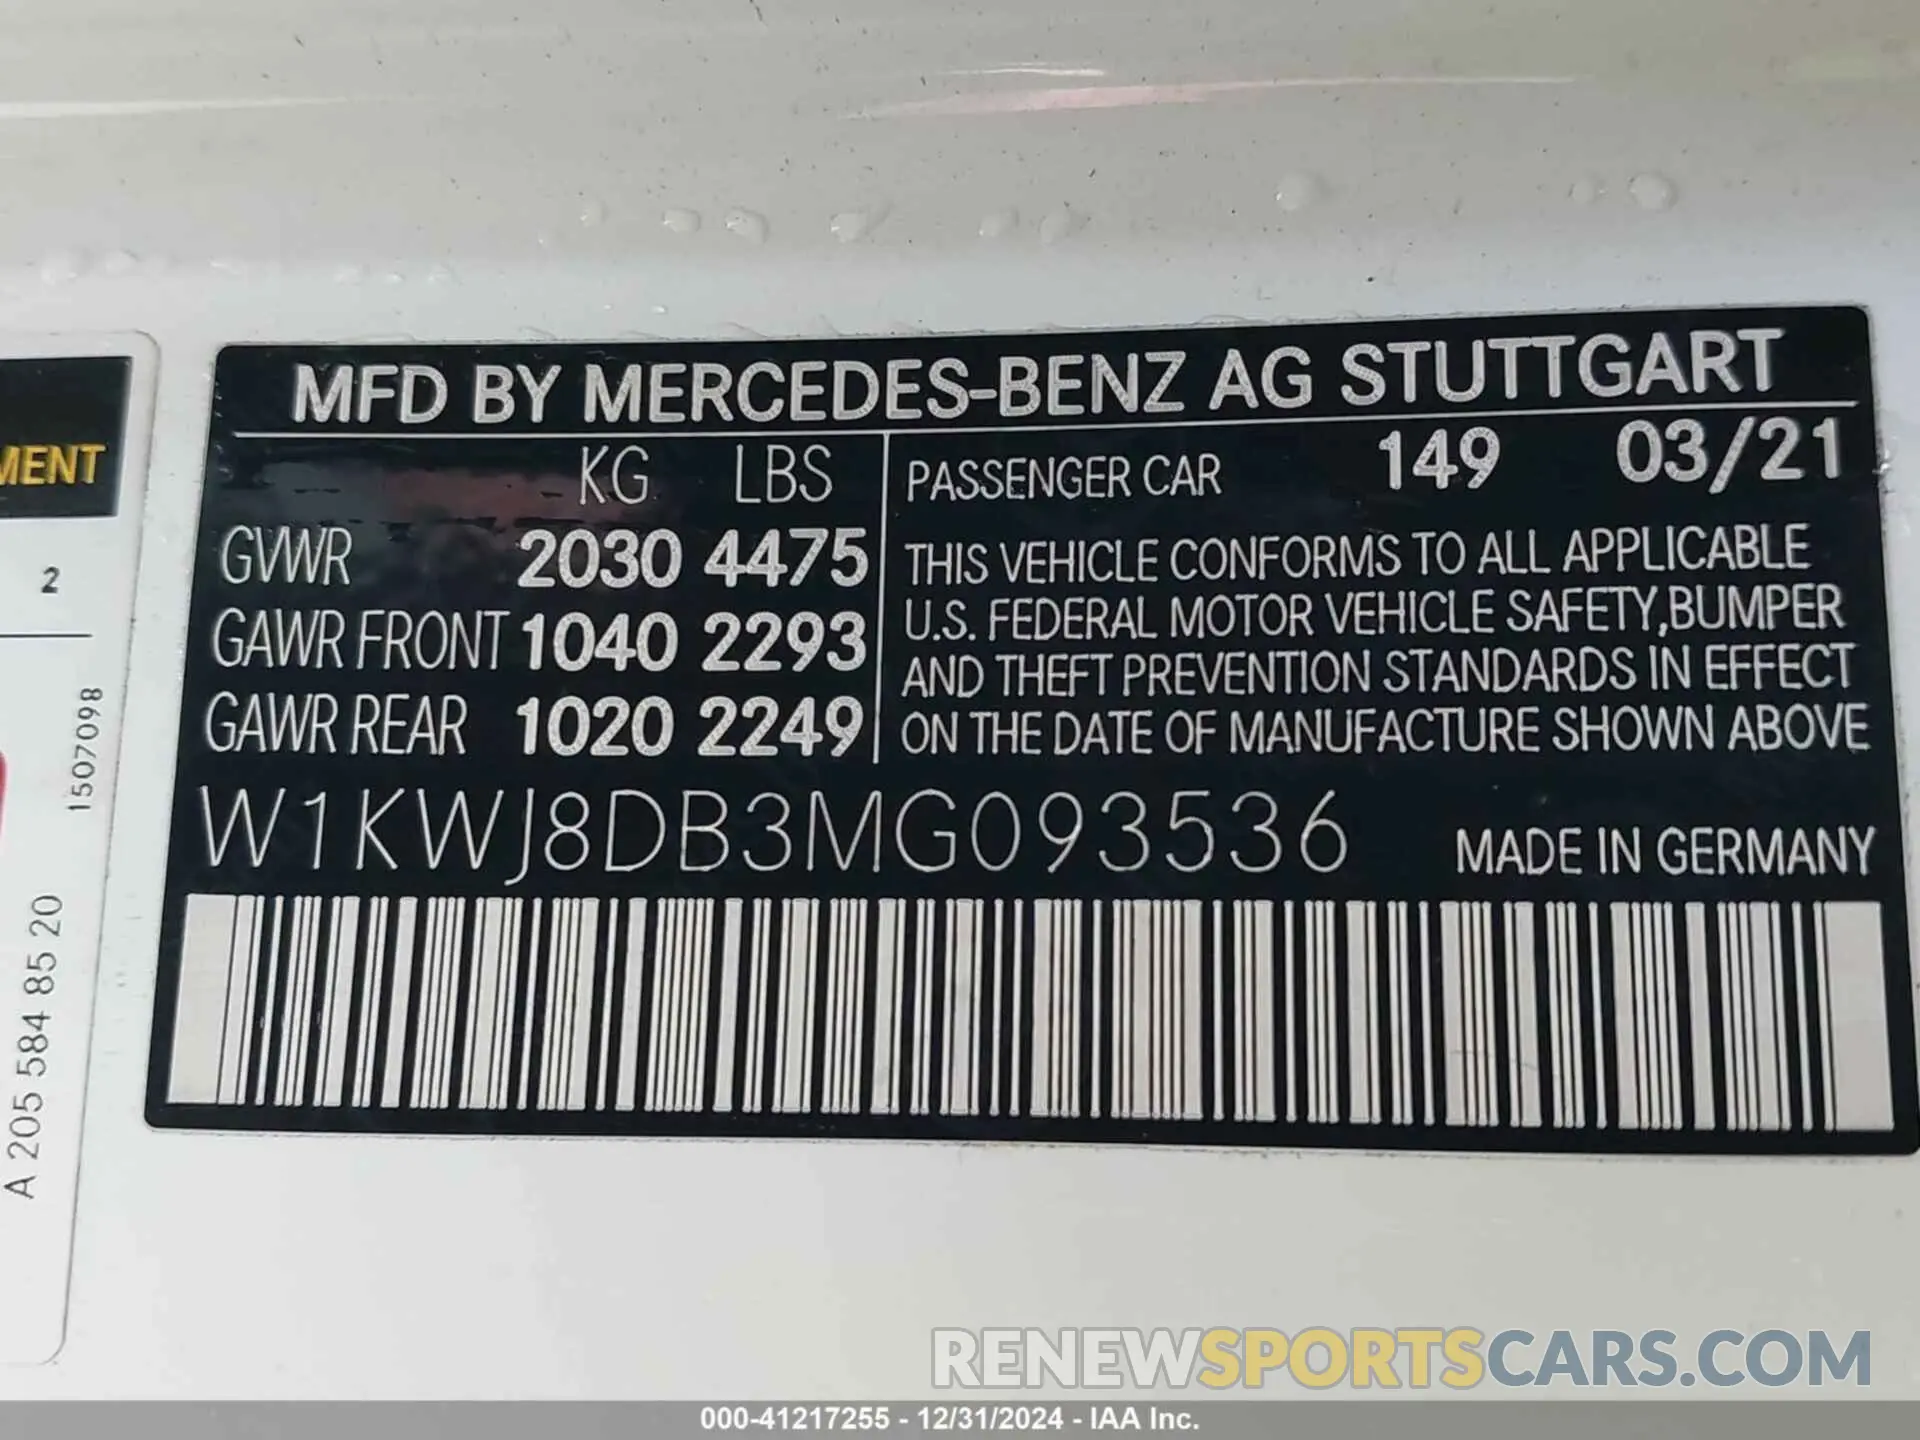 MFD BY MERCEDES-BENZ AG STUTTGART
KG LBS
GVWR 2030 4475
GAWR FRONT 1040 2293
GAWR REAR 1020 2249
PASSENGER CAR 149 03/21
THIS VEHICLE CONFORMS TO ALL APPLICABLE
U.S. FEDERAL MOTOR VEHICLE SAFETY,BUMPER
AND THEFT PREVENTION STANDARDS IN EFFECT
ON THE DATE OF MANUFACTURE SHOWN ABOVE
W1KWJ8DB3MG093536
MADE IN GERMANY
MENT
2
1507098
A 205 584 85 20
RENEWSPORTSCARS.COM
000-41217255 - 12/31/2024 - IAA Inc.